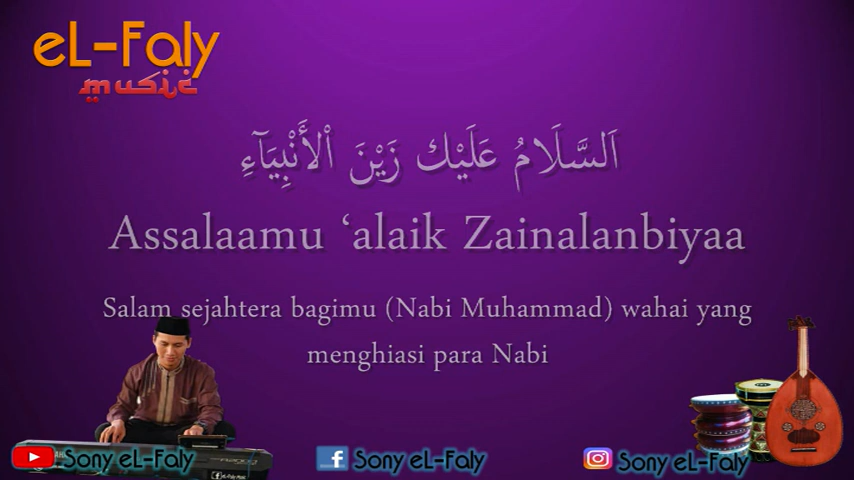 eL-Faly
music
اَلسَّلَامُ عَلَيْك زَيْنَ اْلأَنْبِيَآءِ
Assalaamu ‘alaik Zainalanbiyaa
Salam sejahtera bagimu (Nabi Muhammad) wahai yang
menghiasi para Nabi
Sony eL-Faly
Sony eL-Faly
Sony eL-Faly